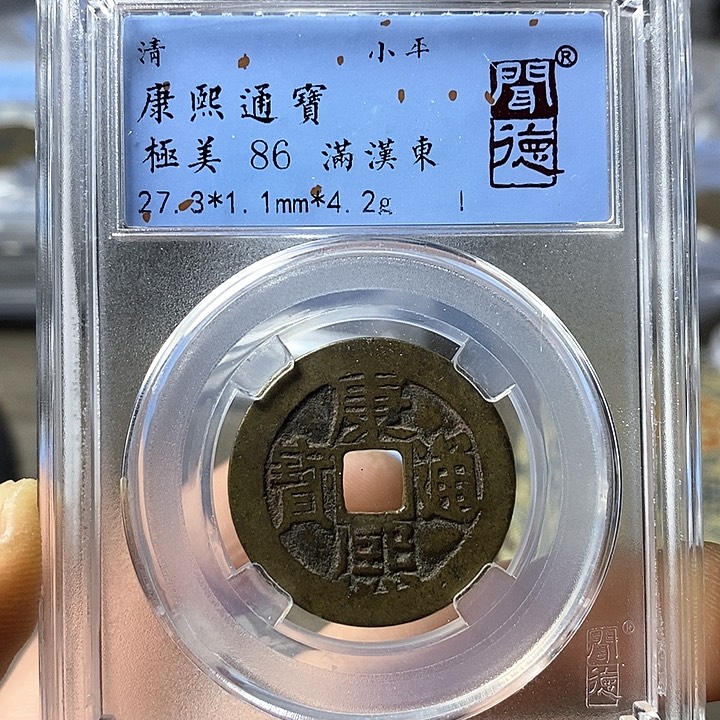 清 小平
康熙通寶
極美 86 滿漢東
27.3*1.1mm*4.2g
聞德®
康熙通寶
聞德®